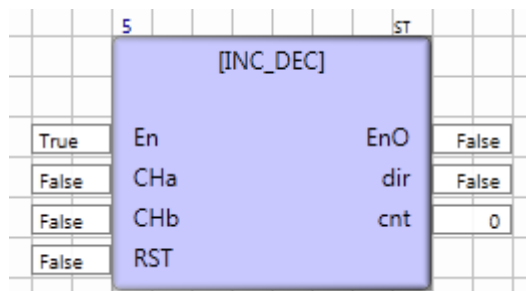 5 ST
[INC_DEC]
True En EnO False
False CHa dir False
False CHb cnt 0
False RST